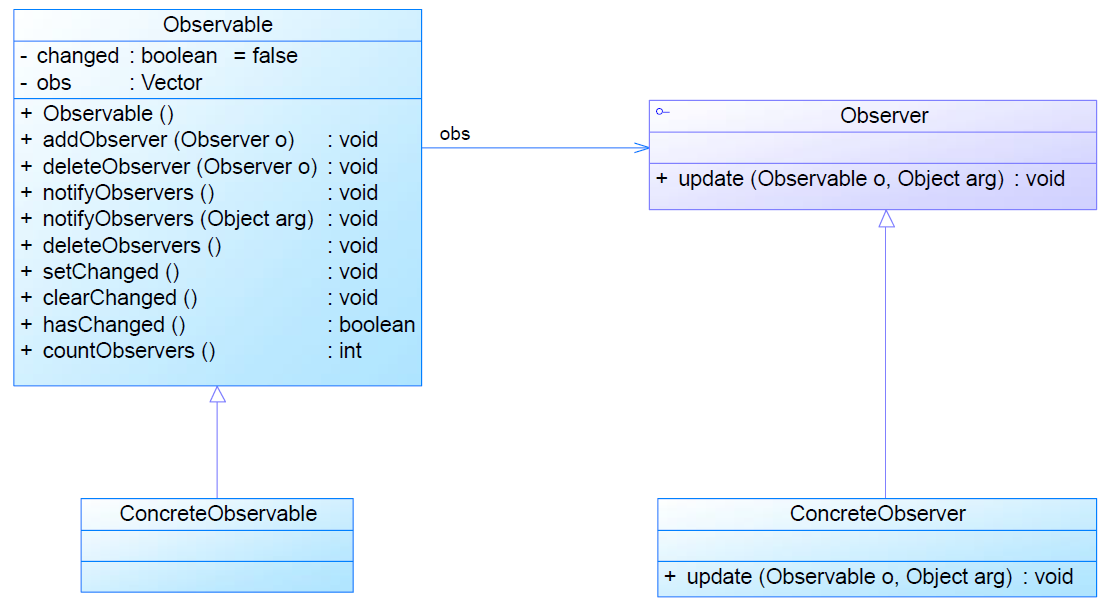 Observable
- changed : boolean = false
- obs : Vector
+ Observable ()
+ addObserver (Observer o) : void
+ deleteObserver (Observer o) : void
+ notifyObservers () : void
+ notifyObservers (Object arg) : void
+ deleteObservers () : void
+ setChanged () : void
+ clearChanged () : void
+ hasChanged () : boolean
+ countObservers () : int
obs
Observer
+ update (Observable o, Object arg) : void
ConcreteObservable
ConcreteObserver
+ update (Observable o, Object arg) : void